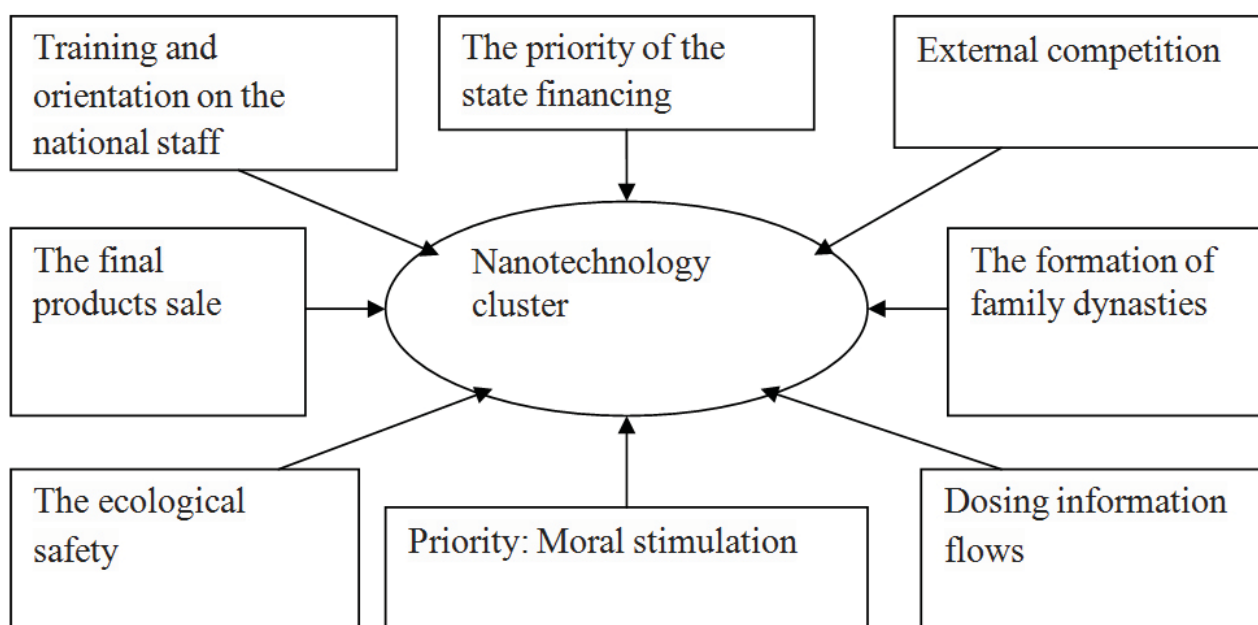 Training and
orientation on the
national staff
The priority of the
state financing
External competition
The final
products sale
Nanotechnology
cluster
The formation of
family dynasties
The ecological
safety
Priority: Moral stimulation
Dosing information
flows